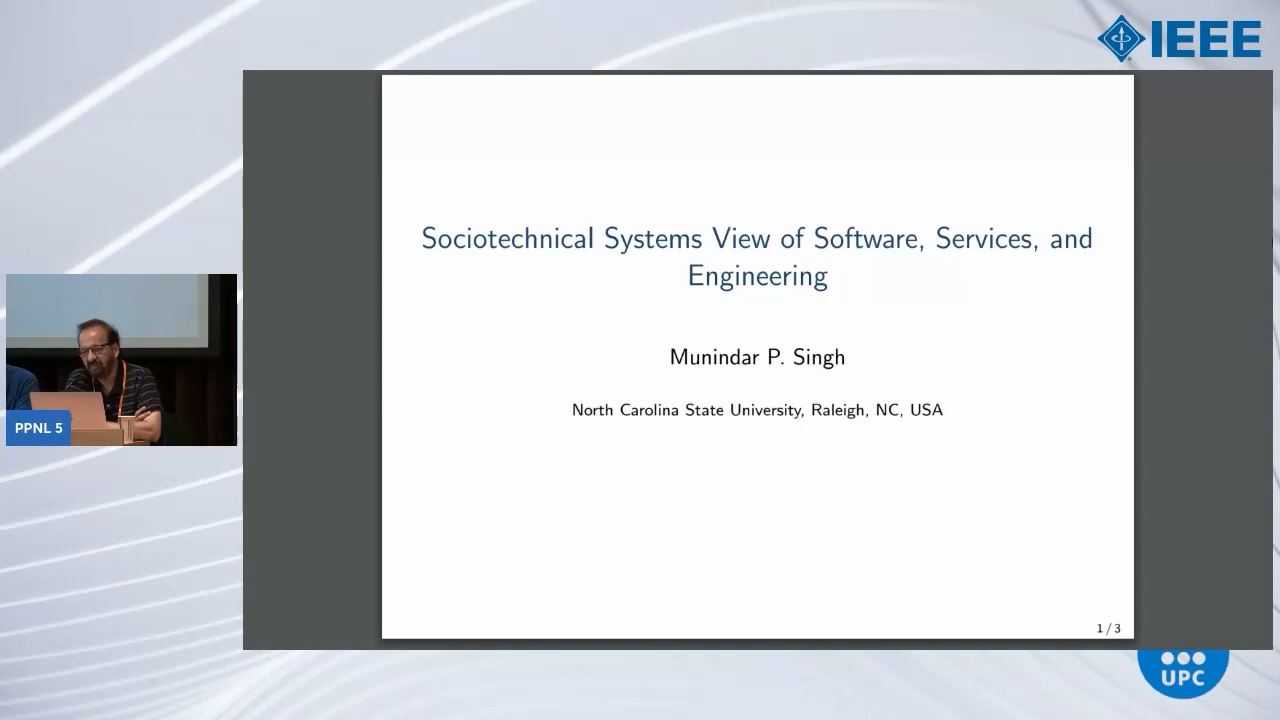 IEEE
Sociotechnical Systems View of Software, Services, and
Engineering
Munindar P. Singh
North Carolina State University, Raleigh, NC, USA
PPNL 5
1 / 3
UPC